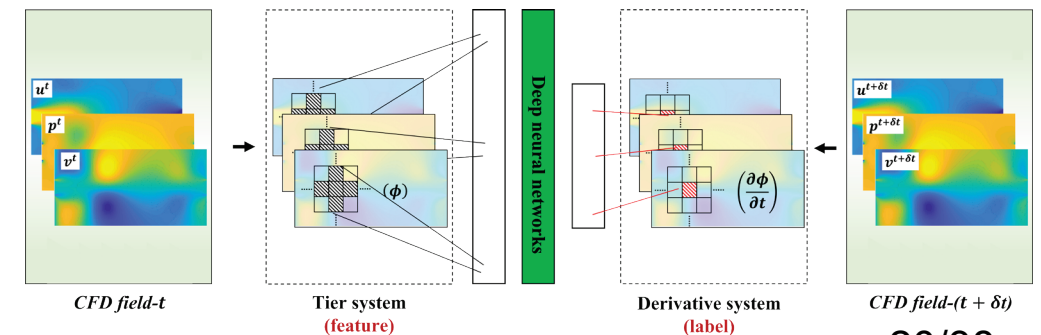 u^t
p^t
v^t
CFD field-t
(ϕ)
Tier system
(feature)
Deep neural networks
(∂ϕ/∂t)
Derivative system
(label)
u^{t+δt}
p^{t+δt}
v^{t+δt}
CFD field-(t + δt)